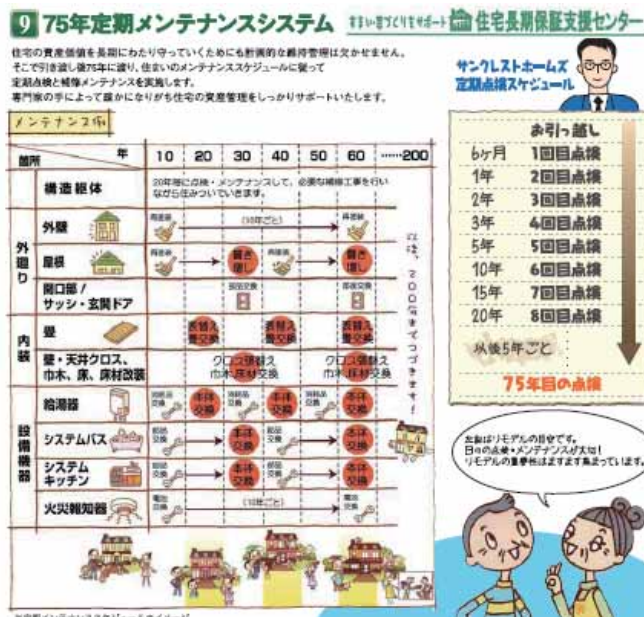 9 75年定期メンテナンスシステム
すまい・まちづくりをサポート 住宅長期保証支援センター
住宅の資産価値を長期にわたり守っていくためにも計画的な維持管理は欠かせません。
そこで引き渡し後75年に渡り、住まいのメンテナンススケジュールに従って
定期点検と補修メンテナンスを実施します。
専門家の手によって疎かになりがち住宅の資産管理をしっかりサポートいたします。
メンテナンス例
箇所 年 10 20 30 40 50 60 ……200
構造躯体 20年毎に点検・メンテナンスして、必要な補修工事を行い
ながら住みついでいきます。
外廻り
外壁 再塗装 (10年ごと) 再塗装
屋根 再塗装 葺き増し 再塗装 葺き増し
開口部/
サッシ・玄関ドア
部品交換 部品交換
内装
畳 表替え 畳交換 表替え 畳交換 表替え 畳交換
壁・天井クロス、
巾木、床、床材改装
クロス張替え クロス張替え
巾木、床材交換 巾木、床材交換
設備機器
給湯器 消耗品交換 本体交換 消耗品交換 本体交換 消耗品交換 本体交換
システムバス 部品交換 本体交換 部品交換 本体交換
システム
キッチン
部品交換 本体交換 部品交換 本体交換
火災報知器 電池交換 (10年ごと) 電池交換
以後、200年までつづきます!
サンクレストホームズ
定期点検スケジュール
お引っ越し
6ヶ月 1回目点検
1年 2回目点検
2年 3回目点検
3年 4回目点検
5年 5回目点検
10年 6回目点検
15年 7回目点検
20年 8回目点検
以後5年ごと
75年目の点検
左記はリモデルの目安です。
日々の点検・メンテナンスが大切!
リモデルの重要性はますます高まっています。